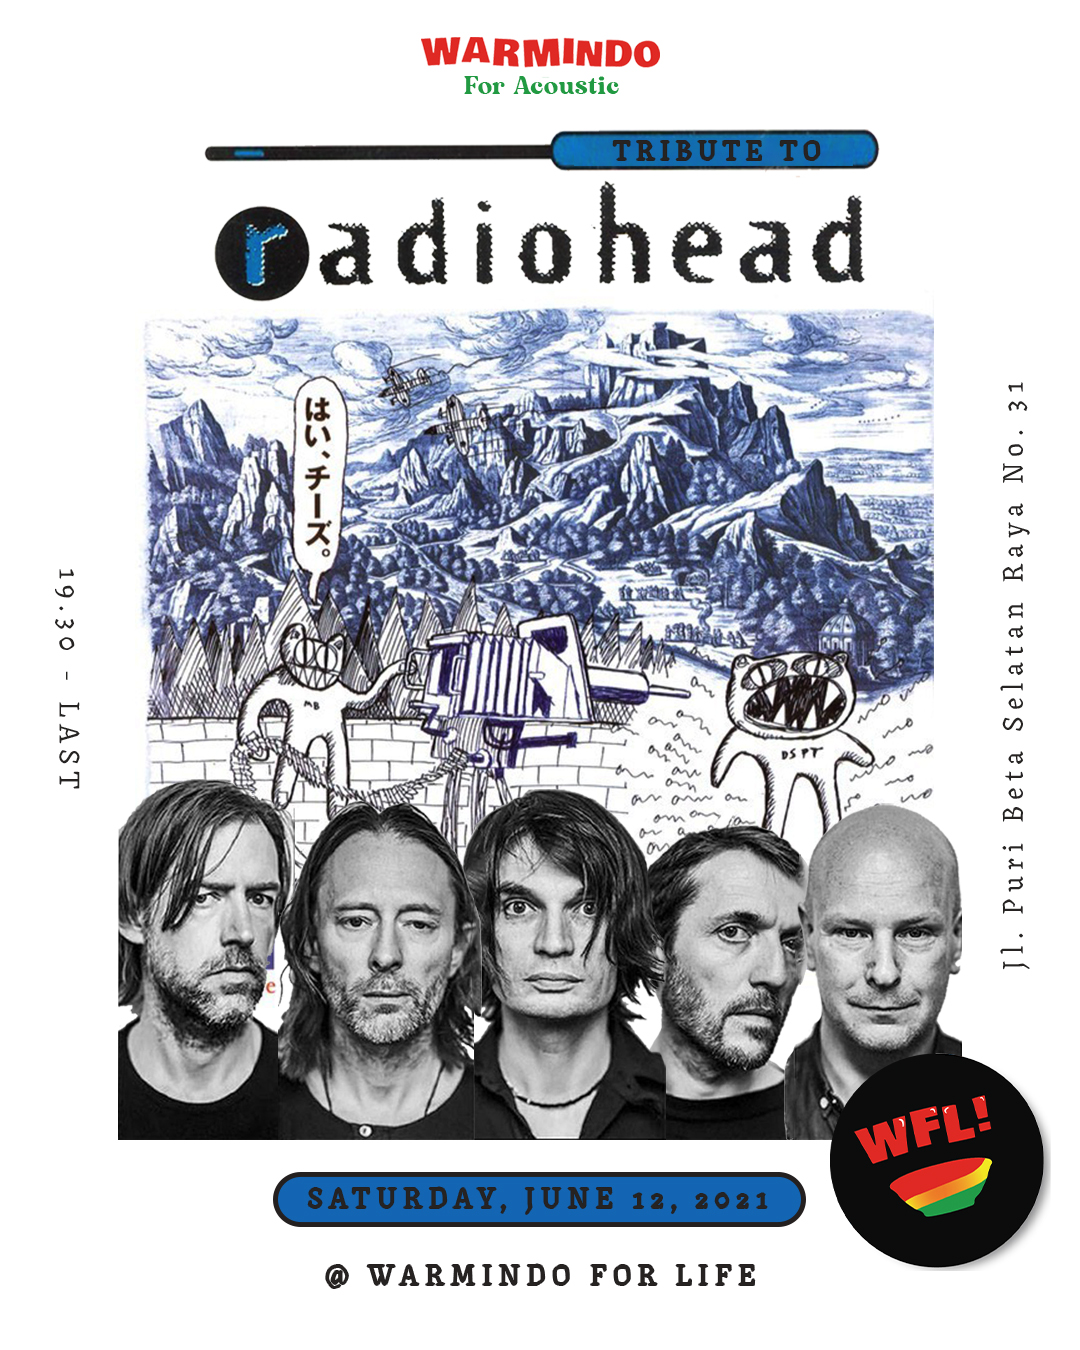 WARMINDO
For Acoustic
TRIBUTE TO
radiohead
はい、チーズ。
MB
DSPT
19.30 - LAST
Jl. Puri Beta Selatan Raya No. 31
e
WFL!
SATURDAY, JUNE 12, 2021
@ WARMINDO FOR LIFE